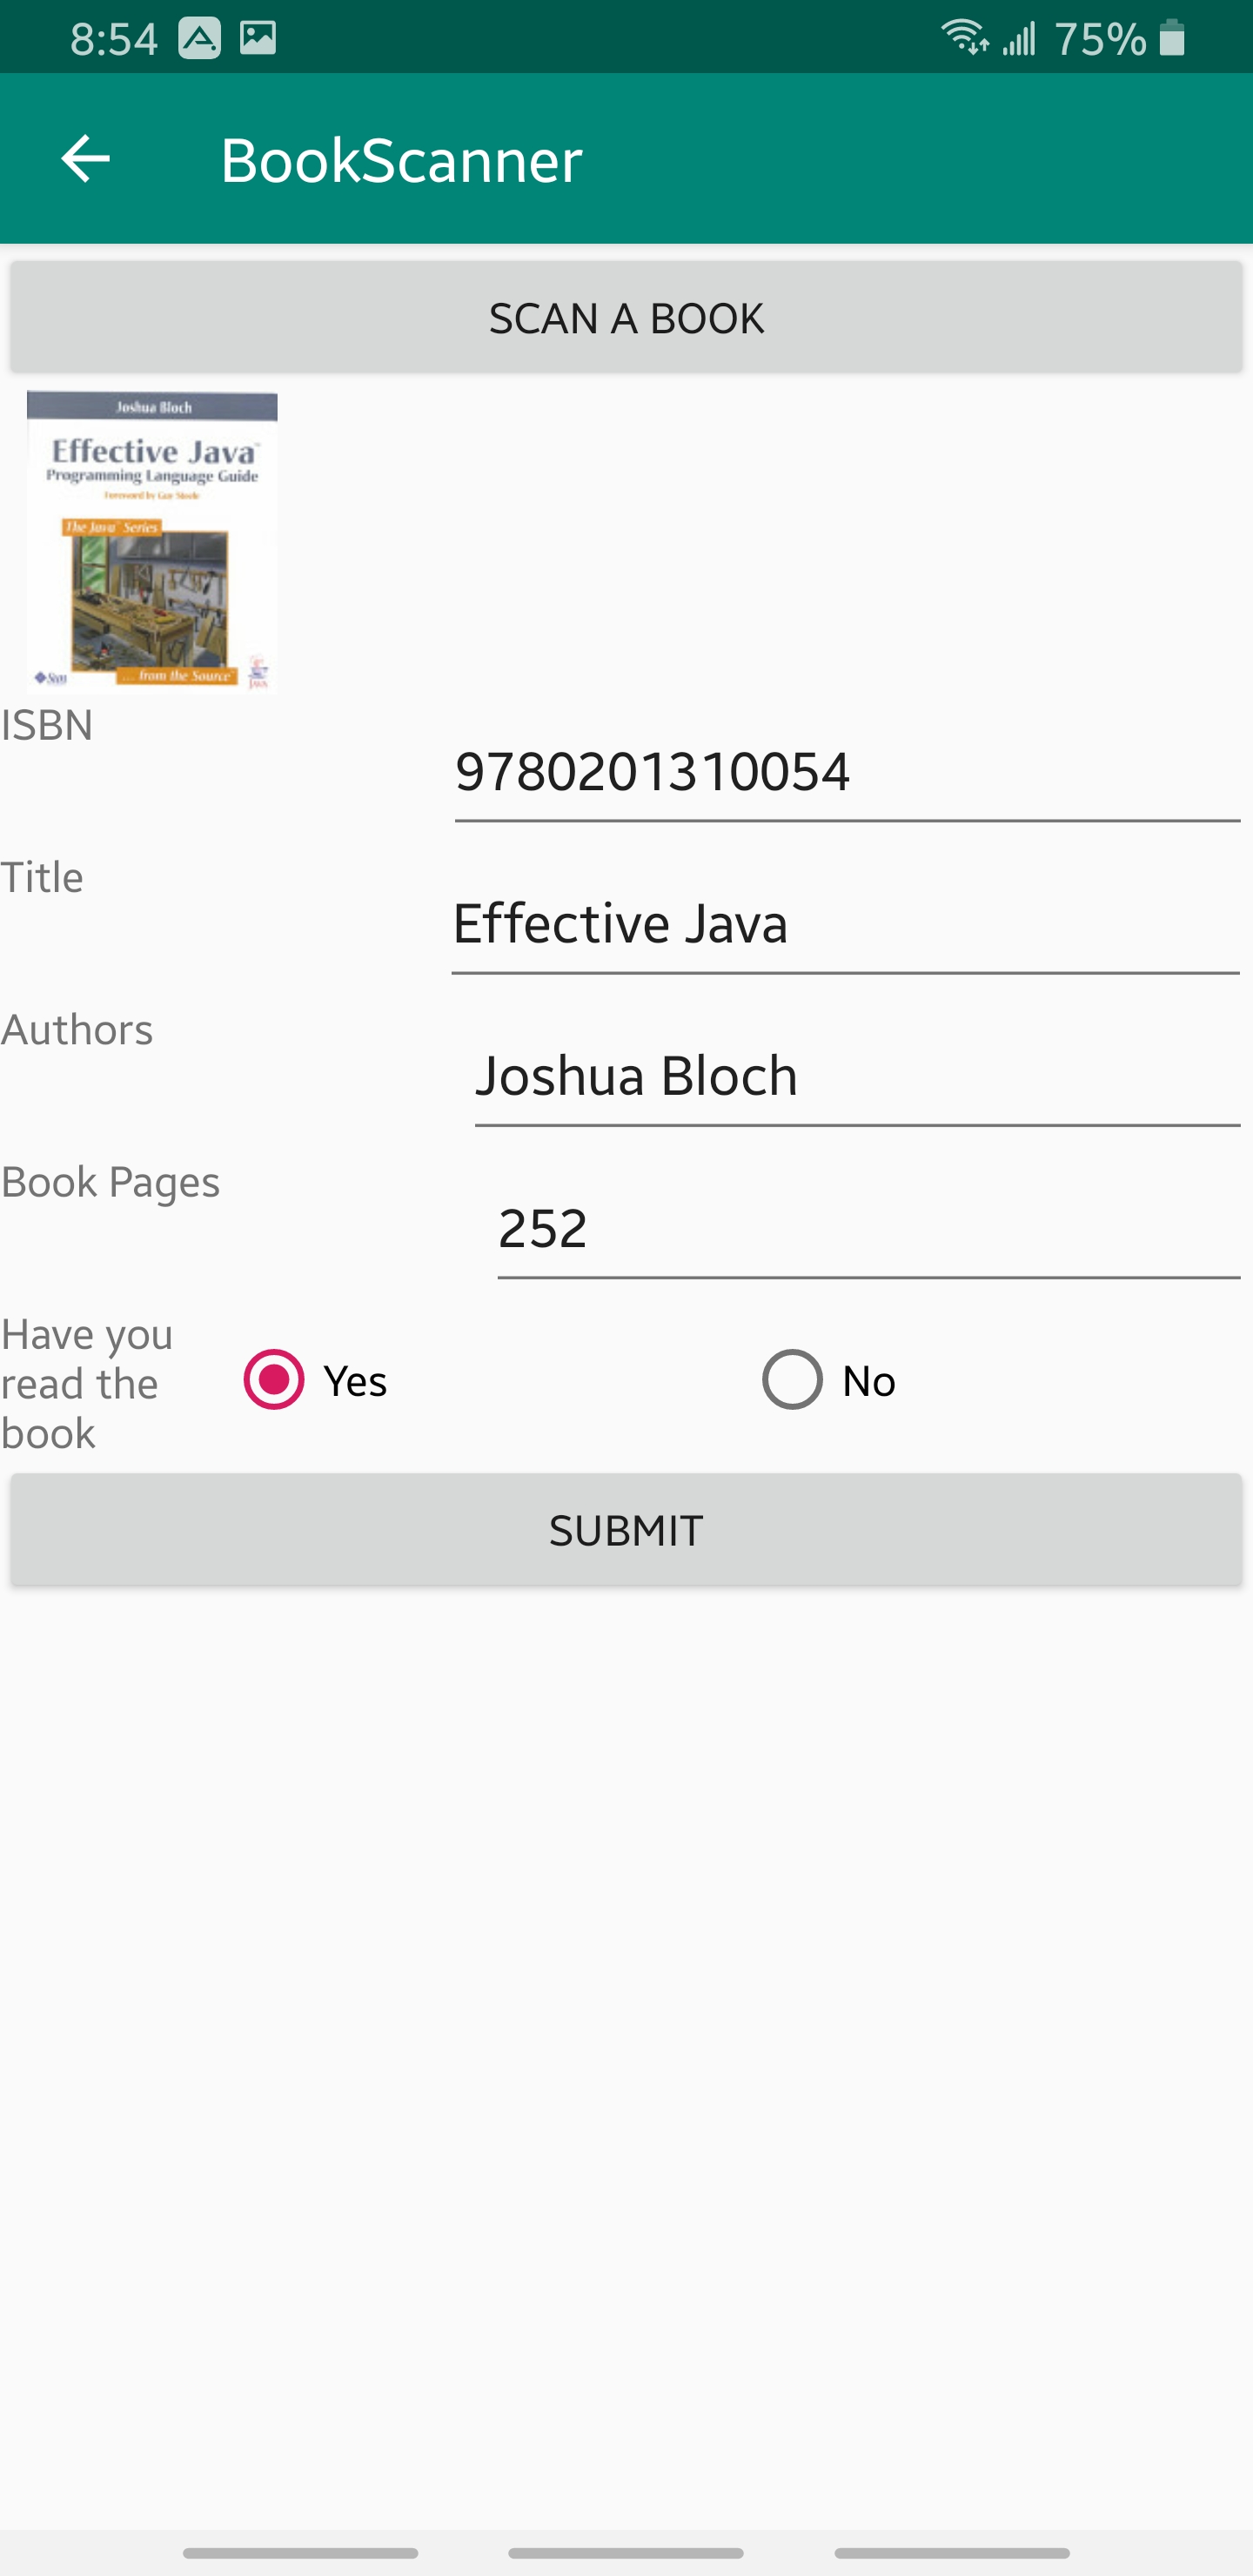 8:54
75%
BookScanner
SCAN A BOOK
Joshua Bloch
Effective Java™
Programming Language Guide
Foreword by Guy Steele
The Java™ Series
Sun
... from the Source™
JAVA
ISBN
9780201310054
Title
Effective Java
Authors
Joshua Bloch
Book Pages
252
Have you
read the
book
Yes
No
SUBMIT